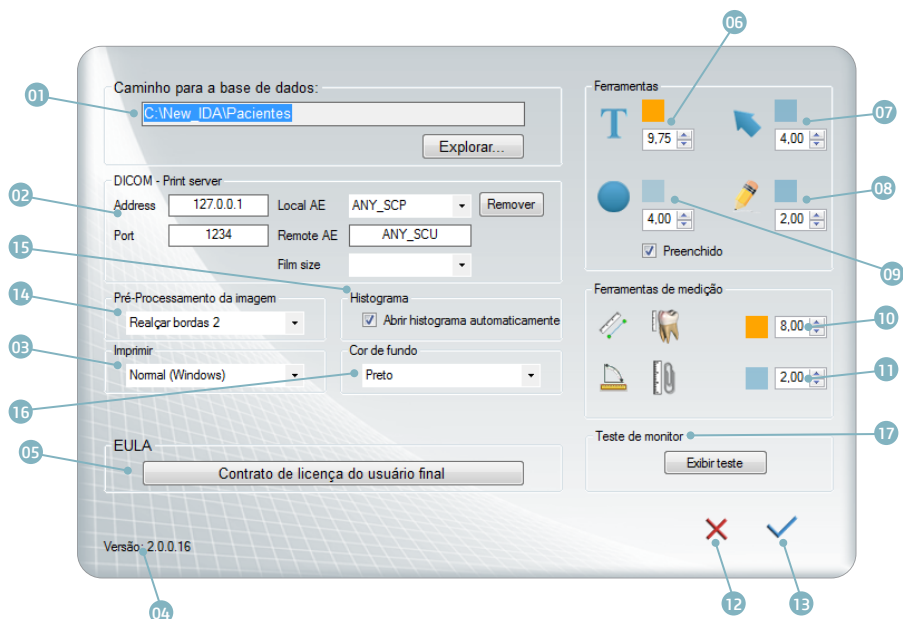 06
Caminho para a base de dados:
Ferramentas
01
C:\New_IDA\Pacientes
T
9,75
4,00
07
Explorar...
DICOM - Print server
02
Address 127.0.0.1 Local AE ANY_SCP Remover
08
Port 1234 Remote AE ANY_SCU
4,00
2,00
15
Film size
Preenchido
09
14
Pré-Processamento da imagem
Histograma
Ferramentas de medição
Realçar bordas 2
Abrir histograma automaticamente
8,00
10
03
Imprimir
Cor de fundo
Normal (Windows)
Preto
2,00
11
16
EULA
Teste de monitor
17
05
Contrato de licença do usuário final
Exibir teste
Versão: 2.0.0.16
04
12
13